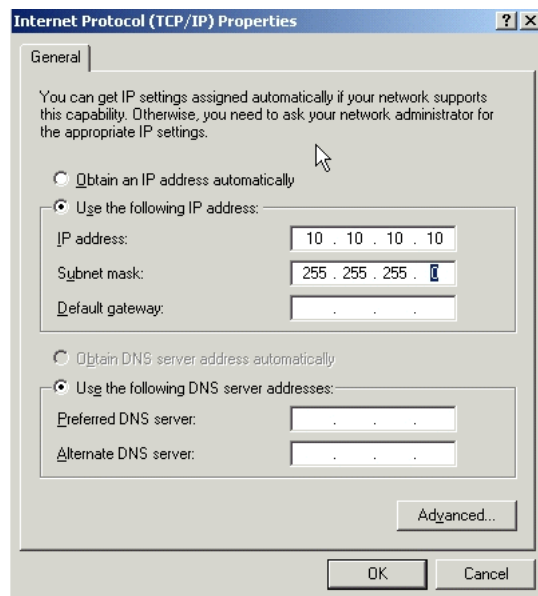 Internet Protocol (TCP/IP) Properties
General
You can get IP settings assigned automatically if your network supports
this capability. Otherwise, you need to ask your network administrator for
the appropriate IP settings.
Obtain an IP address automatically
Use the following IP address:
IP address: 10 . 10 . 10 . 10
Subnet mask: 255 . 255 . 255 . 0
Default gateway: . . .
Obtain DNS server address automatically
Use the following DNS server addresses:
Preferred DNS server: . . .
Alternate DNS server: . . .
Advanced...
OK Cancel